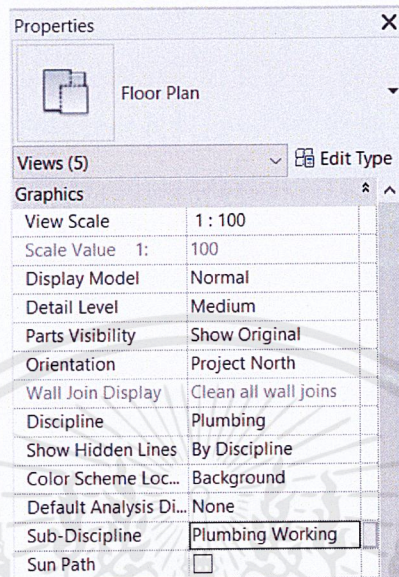 Properties
Floor Plan
Views (5) Edit Type
Graphics
View Scale 1 : 100
Scale Value 1: 100
Display Model Normal
Detail Level Medium
Parts Visibility Show Original
Orientation Project North
Wall Join Display Clean all wall joins
Discipline Plumbing
Show Hidden Lines By Discipline
Color Scheme Loc... Background
Default Analysis Di... None
Sub-Discipline Plumbing Working
Sun Path